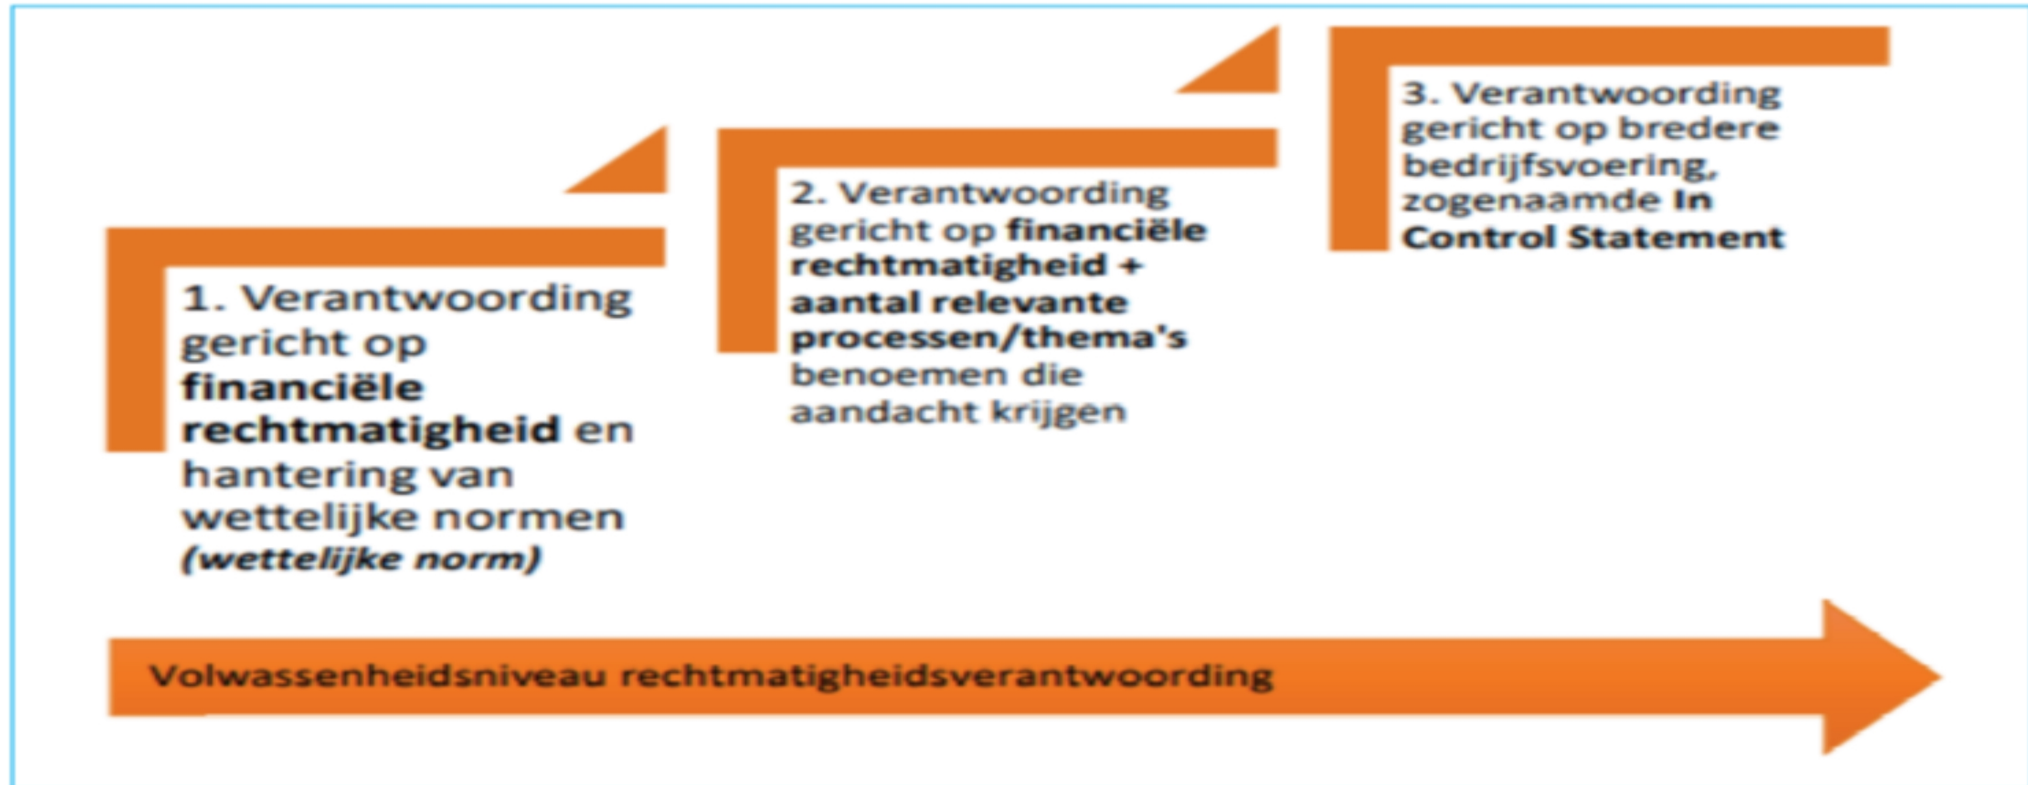 1. Verantwoording
gericht op
financiële
rechtmatigheid en
hantering van
wettelijke normen
(wettelijke norm)
2. Verantwoording
gericht op financiële
rechtmatigheid +
aantal relevante
processen/thema's
benoemen die
aandacht krijgen
3. Verantwoording
gericht op bredere
bedrijfsvoering,
zogenaamde In
Control Statement
Volwassenheidsniveau rechtmatigheidsverantwoording